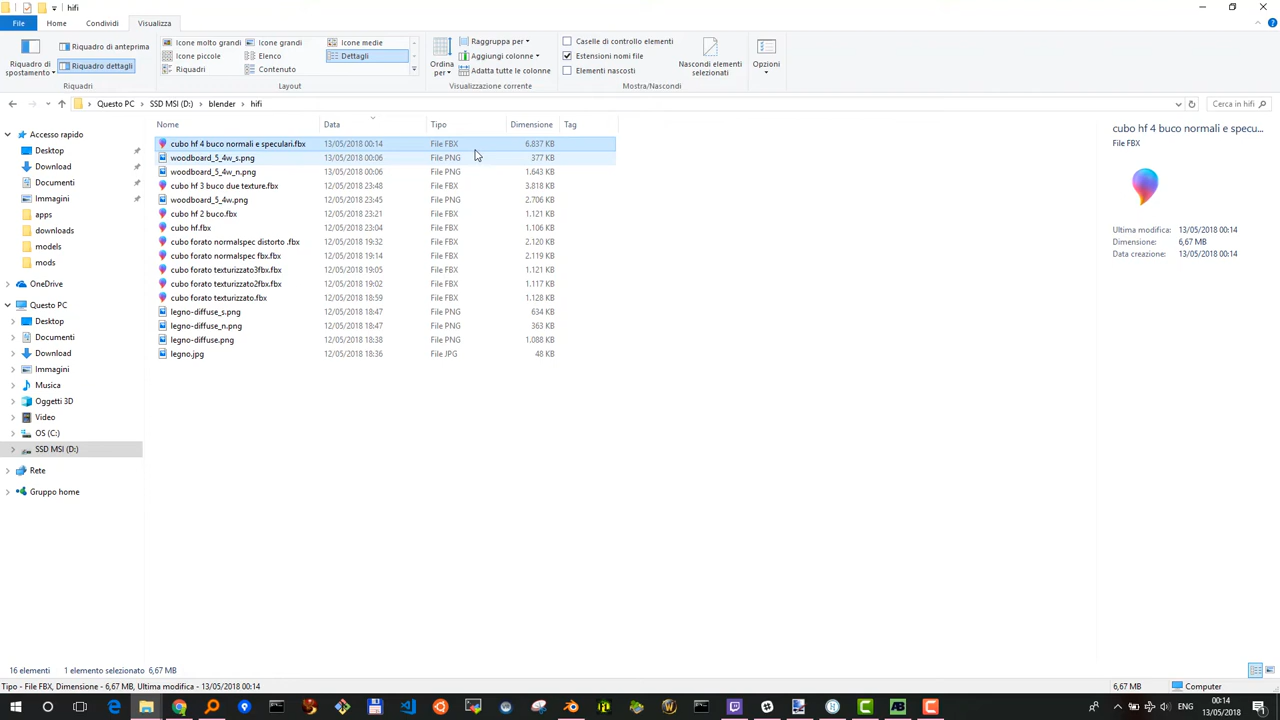 hifi
File Home Condividi Visualizza
Riquadro di spostamento
Riquadro di anteprima
Riquadro dettagli
Riquadri
Icone molto grandi Icone grandi Icone medie
Icone piccole Elenco Dettagli
Riquadri Contenuto
Layout
Ordina per
Raggruppa per
Aggiungi colonne
Adatta tutte le colonne
Visualizzazione corrente
Caselle di controllo elementi
Estensioni nomi file
Elementi nascosti
Nascondi elementi selezionati
Mostra/Nascondi
Opzioni
Questo PC SSD MSI (D:) blender hifi
Cerca in hifi
Accesso rapido
Desktop
Download
Documenti
Immagini
apps
downloads
models
mods
OneDrive
Questo PC
Desktop
Documenti
Download
Immagini
Musica
Oggetti 3D
Video
OS (C:)
SSD MSI (D:)
Rete
Gruppo home
Nome Data Tipo Dimensione Tag
cubo hf 4 buco normali e speculari.fbx 13/05/2018 00:14 File FBX 6.837 KB
woodboard_5_4w_s.png 13/05/2018 00:06 File PNG 377 KB
woodboard_5_4w_n.png 13/05/2018 00:06 File PNG 1.643 KB
cubo hf 3 buco due texture.fbx 12/05/2018 23:48 File FBX 3.818 KB
woodboard_5_4w.png 12/05/2018 23:45 File PNG 2.706 KB
cubo hf 2 buco.fbx 12/05/2018 23:21 File FBX 1.121 KB
cubo hf.fbx 12/05/2018 23:04 File FBX 1.106 KB
cubo forato normalspec distorto .fbx 12/05/2018 19:32 File FBX 2.120 KB
cubo forato normalspec fbx.fbx 12/05/2018 19:14 File FBX 2.119 KB
cubo forato texturizzato3fbx.fbx 12/05/2018 19:05 File FBX 1.121 KB
cubo forato texturizzato2fbx.fbx 12/05/2018 19:02 File FBX 1.117 KB
cubo forato texturizzato.fbx 12/05/2018 18:59 File FBX 1.128 KB
legno-diffuse_s.png 12/05/2018 18:47 File PNG 634 KB
legno-diffuse_n.png 12/05/2018 18:47 File PNG 363 KB
legno-diffuse.png 12/05/2018 18:38 File PNG 1.088 KB
legno.jpg 12/05/2018 18:36 File JPG 48 KB
cubo hf 4 buco normali e specu...
File FBX
Ultima modifica: 13/05/2018 00:14
Dimensione: 6,67 MB
Data creazione: 13/05/2018 00:14
16 elementi 1 elemento selezionato 6,67 MB
Tipo - File FBX, Dimensione - 6,67 MB, Ultima modifica - 13/05/2018 00:14 6,67 MB Computer
ENG
00:14
13/05/2018